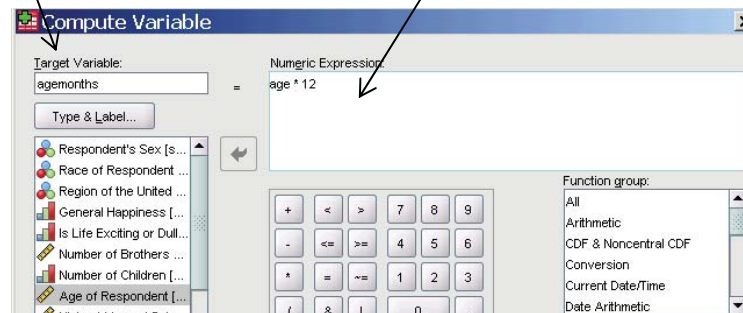 Compute Variable
Target Variable:
agemonths
=
Numeric Expression:
age * 12
Type & Label...
Respondent's Sex [s...
Race of Respondent ...
Region of the United ...
General Happiness [...
Is Life Exciting or Dull...
Number of Brothers ...
Number of Children [...
Age of Respondent [...
+ < > 7 8 9
- <= >= 4 5 6
* = ~= 1 2 3
( & | 0 .
Function group:
All
Arithmetic
CDF & Noncentral CDF
Conversion
Current Date/Time
Date Arithmetic